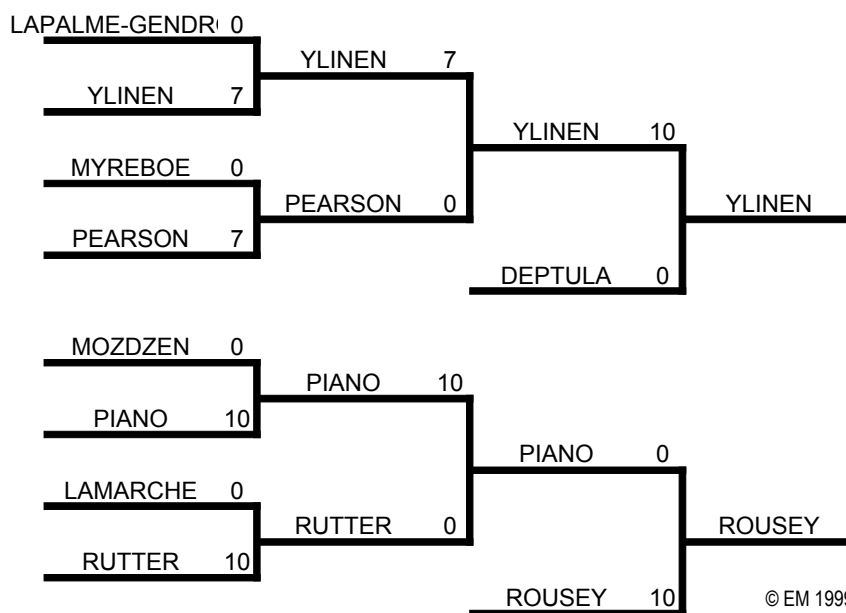 LAPALME-GENDR 0
YLINEN 7
YLINEN 7
YLINEN 10
MYREBOE 0
PEARSON 0
YLINEN
PEARSON 7
DEPTULA 0
MOZDZEN 0
PIANO 10
PIANO 10
PIANO 0
LAMARCHE 0
RUTTER 0
ROUSEY
RUTTER 10
ROUSEY 10
© EM 1999